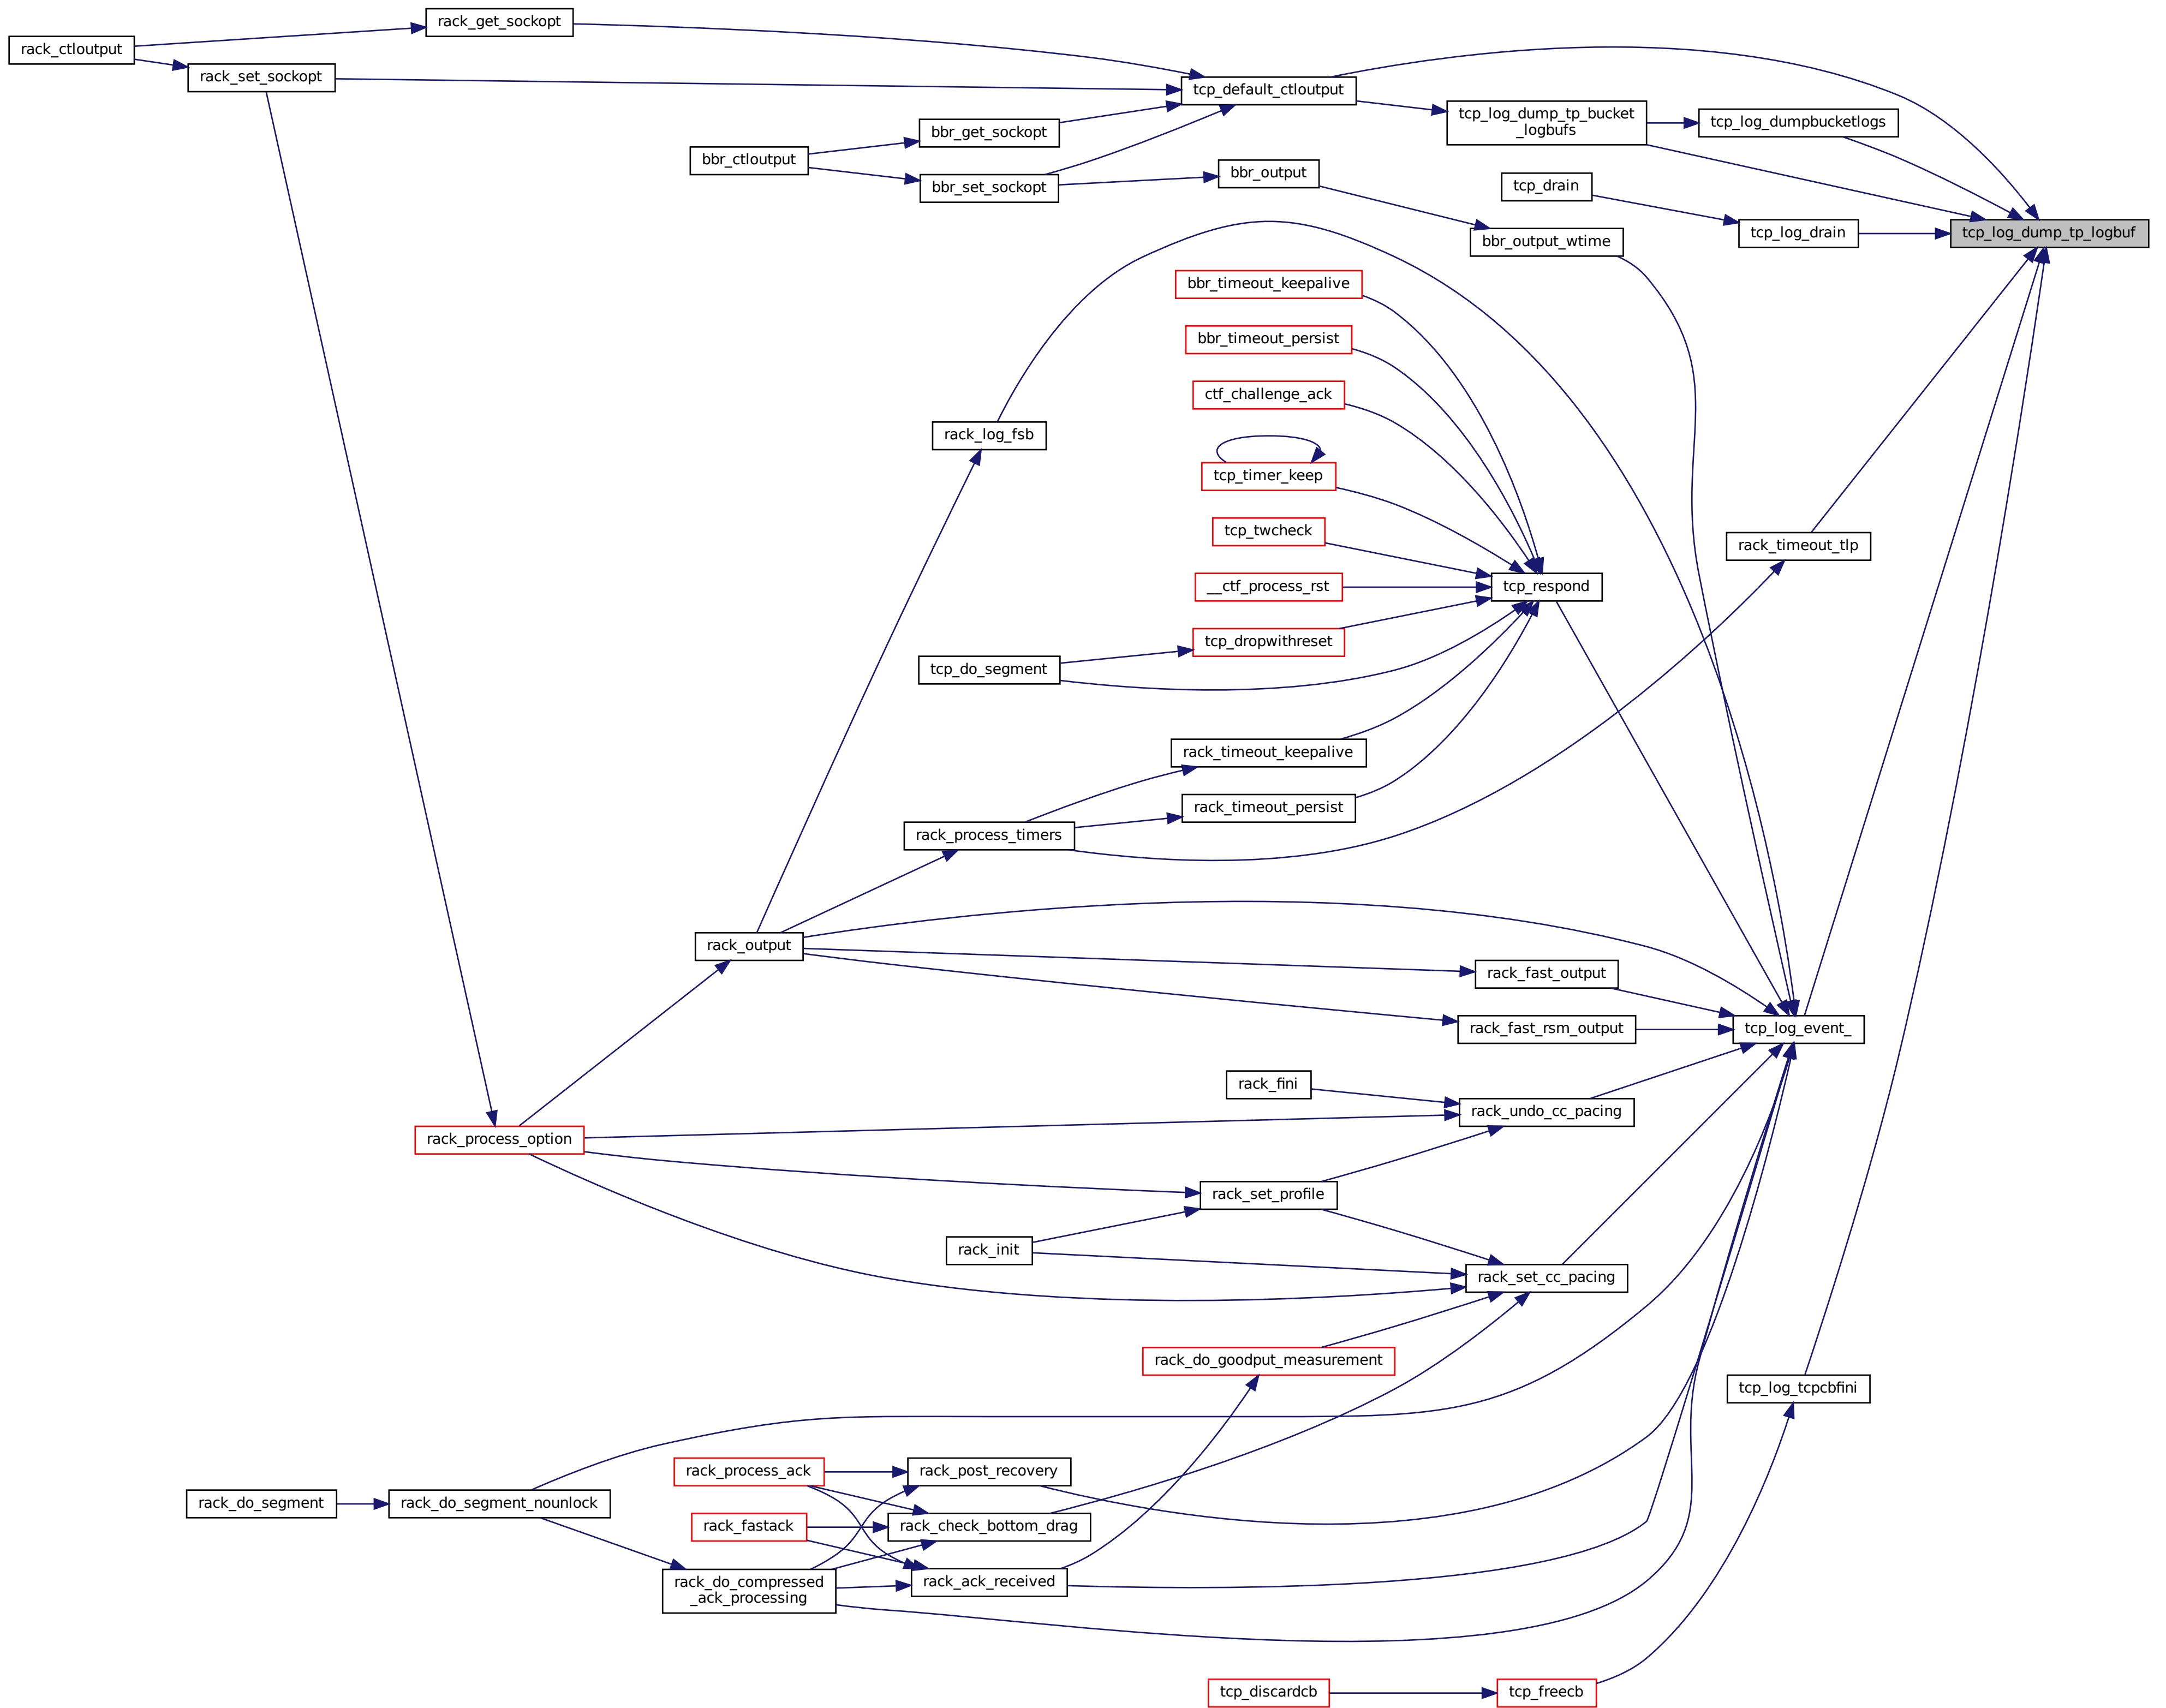 rack_get_sockopt
rack_ctloutput
rack_set_sockopt
tcp_default_ctloutput
tcp_log_dump_tp_bucket
_logbufs
tcp_log_dumpbucketlogs
bbr_get_sockopt
bbr_ctloutput
bbr_set_sockopt
bbr_output
tcp_drain
tcp_log_drain
tcp_log_dump_tp_logbuf
bbr_output_wtime
bbr_timeout_keepalive
bbr_timeout_persist
ctf_challenge_ack
rack_log_fsb
tcp_timer_keep
tcp_twcheck
rack_timeout_tlp
__ctf_process_rst
tcp_respond
tcp_dropwithreset
tcp_do_segment
rack_timeout_keepalive
rack_timeout_persist
rack_process_timers
rack_output
rack_fast_output
rack_fast_rsm_output
tcp_log_event_
rack_fini
rack_undo_cc_pacing
rack_process_option
rack_set_profile
rack_init
rack_set_cc_pacing
rack_do_goodput_measurement
tcp_log_tcpcbfini
rack_process_ack
rack_post_recovery
rack_do_segment
rack_do_segment_nounlock
rack_fastack
rack_check_bottom_drag
rack_do_compressed
_ack_processing
rack_ack_received
tcp_discardcb
tcp_freecb